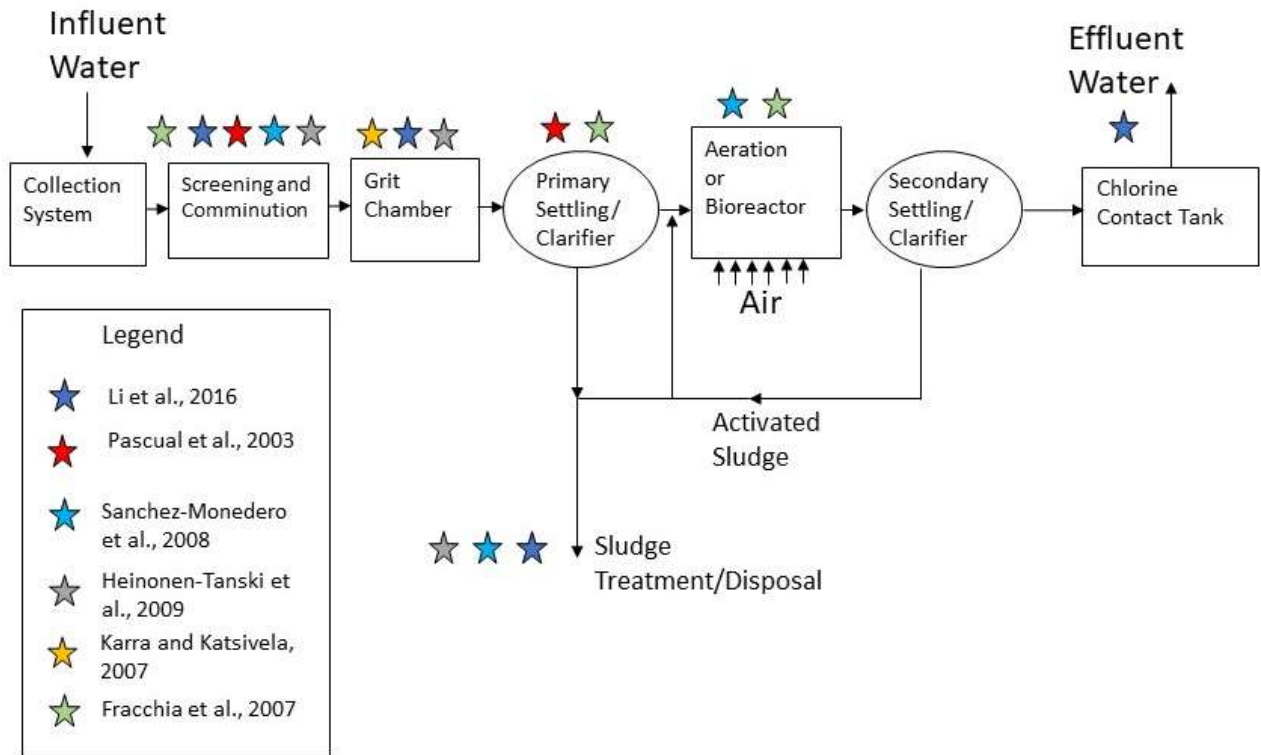 Influent
Water
Effluent
Water
Collection
System
Screening and
Comminution
Grit
Chamber
Primary
Settling/
Clarifier
Aeration
or
Bioreactor
Secondary
Settling/
Clarifier
Chlorine
Contact Tank
Air
Activated
Sludge
Sludge
Treatment/Disposal
Legend
Li et al., 2016
Pascual et al., 2003
Sanchez-Monedero
et al., 2008
Heinonen-Tanski et
al., 2009
Karra and Katsivela,
2007
Fracchia et al., 2007